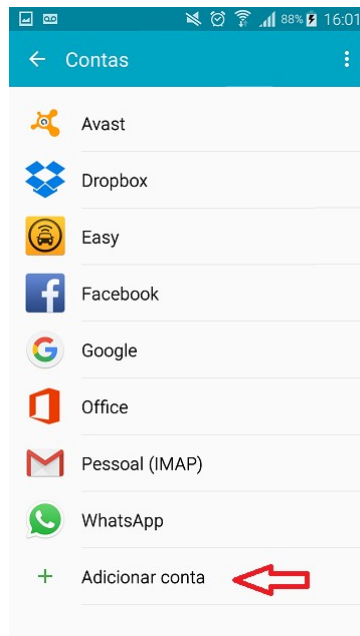 88% 16:01
Contas
Avast
Dropbox
Easy
Facebook
Google
Office
Pessoal (IMAP)
WhatsApp
Adicionar conta